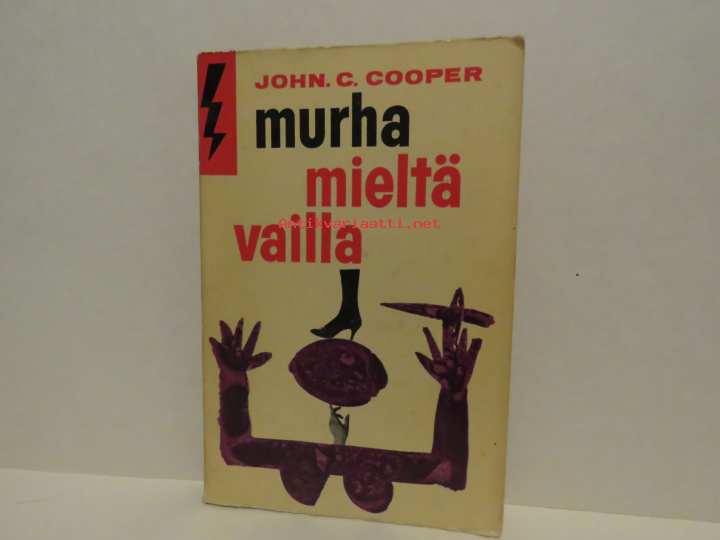 JOHN. C. COOPER
murha
mieltä
Antikvariaatti.net
vailla